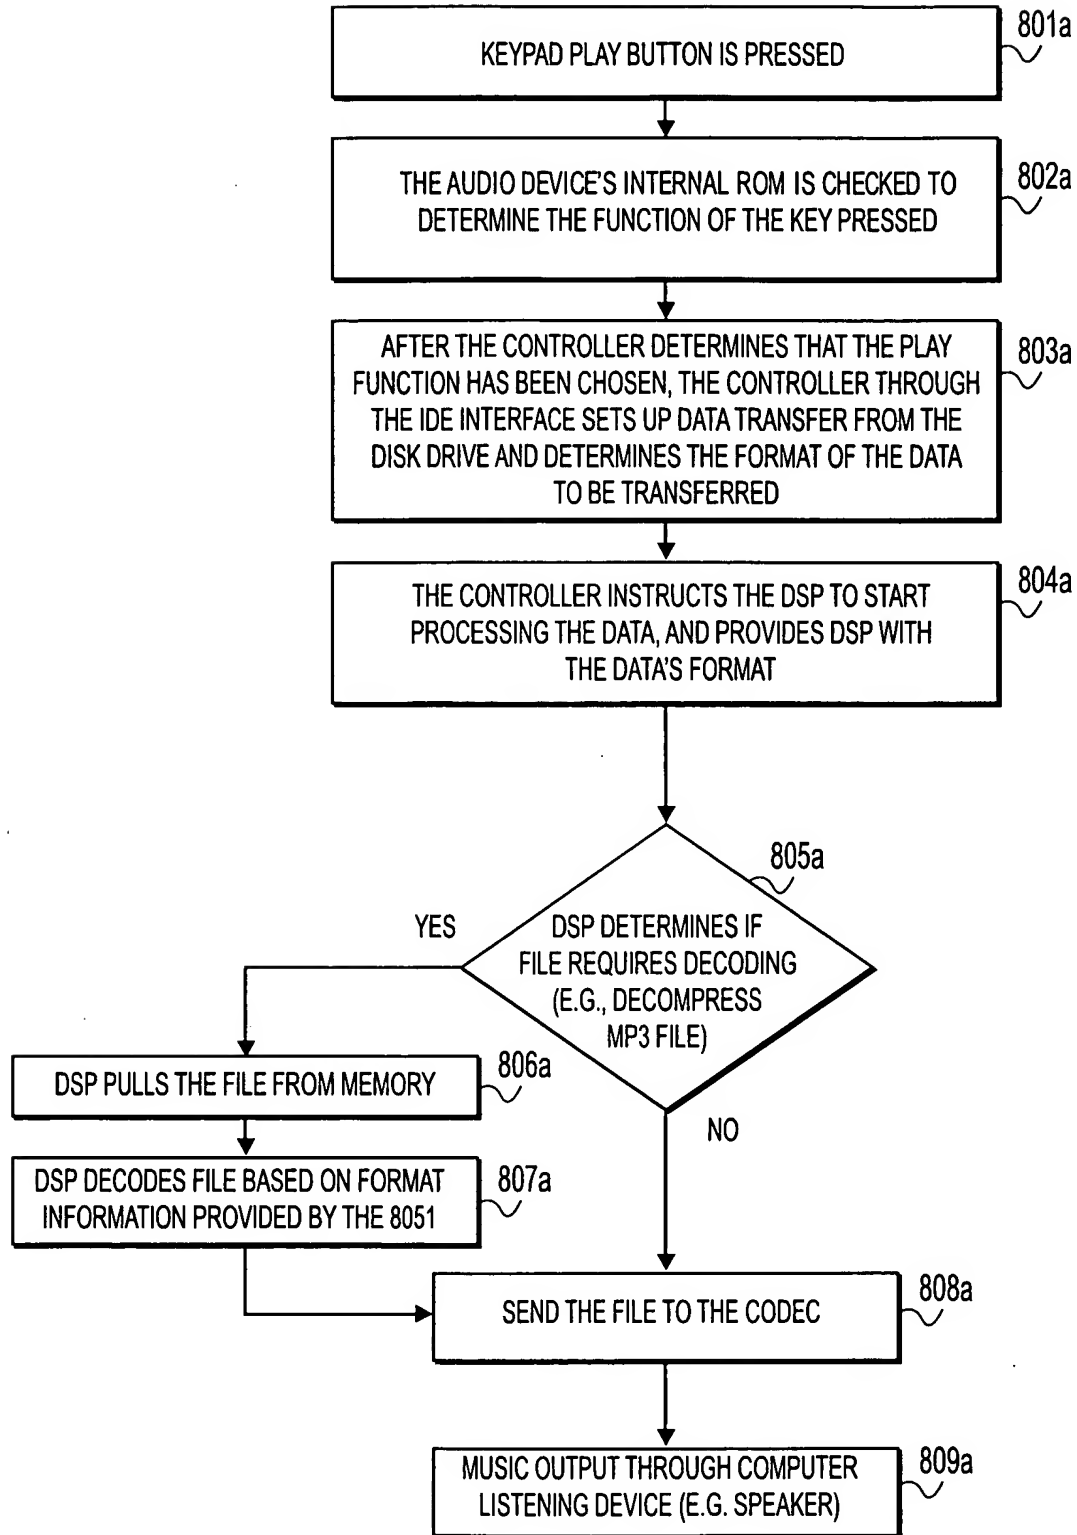 801a
KEYPAD PLAY BUTTON IS PRESSED
802a
THE AUDIO DEVICE'S INTERNAL ROM IS CHECKED TO
DETERMINE THE FUNCTION OF THE KEY PRESSED
803a
AFTER THE CONTROLLER DETERMINES THAT THE PLAY
FUNCTION HAS BEEN CHOSEN, THE CONTROLLER THROUGH
THE IDE INTERFACE SETS UP DATA TRANSFER FROM THE
DISK DRIVE AND DETERMINES THE FORMAT OF THE DATA
TO BE TRANSFERRED
804a
THE CONTROLLER INSTRUCTS THE DSP TO START
PROCESSING THE DATA, AND PROVIDES DSP WITH
THE DATA'S FORMAT
805a
YES
DSP DETERMINES IF
FILE REQUIRES DECODING
(E.G., DECOMPRESS
MP3 FILE)
806a
DSP PULLS THE FILE FROM MEMORY
NO
807a
DSP DECODES FILE BASED ON FORMAT
INFORMATION PROVIDED BY THE 8051
808a
SEND THE FILE TO THE CODEC
809a
MUSIC OUTPUT THROUGH COMPUTER
LISTENING DEVICE (E.G. SPEAKER)